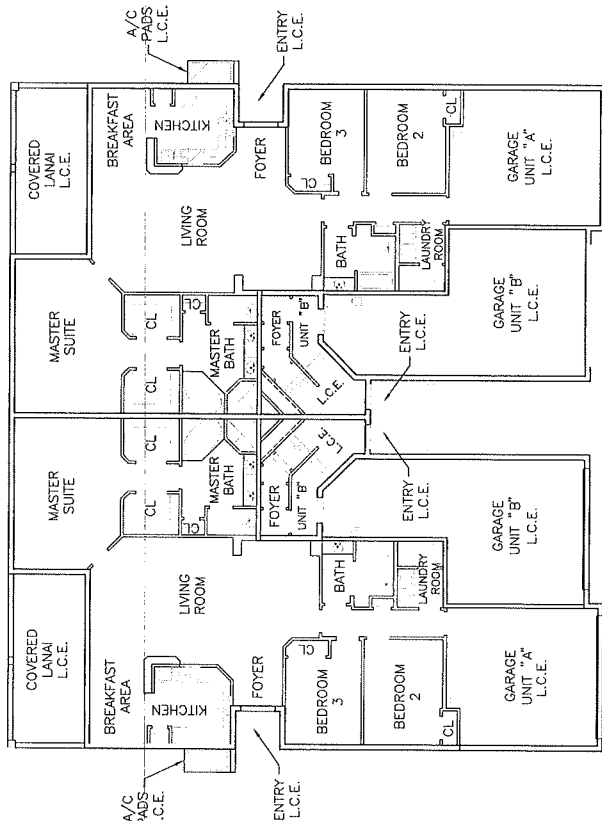 A/C
PADS
L.C.E.
ENTRY
L.C.E.
COVERED
LANAI
L.C.E.
BREAKFAST
AREA
KITCHEN
FOYER
BEDROOM
3
CL
BEDROOM
2
CL
GARAGE
UNIT "A"
L.C.E.
LIVING
ROOM
BATH
LAUNDRY
ROOM
MASTER
SUITE
CL
CL
CL
MASTER
BATH
FOYER
UNIT "B"
L.C.E.
ENTRY
L.C.E.
GARAGE
UNIT "B"
L.C.E.
MASTER
SUITE
CL
CL
CL
MASTER
BATH
FOYER
UNIT "B"
L.C.E.
ENTRY
L.C.E.
GARAGE
UNIT "B"
L.C.E.
COVERED
LANAI
L.C.E.
BREAKFAST
AREA
LIVING
ROOM
KITCHEN
FOYER
BATH
LAUNDRY
ROOM
CL
BEDROOM
3
BEDROOM
2
CL
GARAGE
UNIT "A"
L.C.E.
A/C
PADS
L.C.E.
ENTRY
L.C.E.